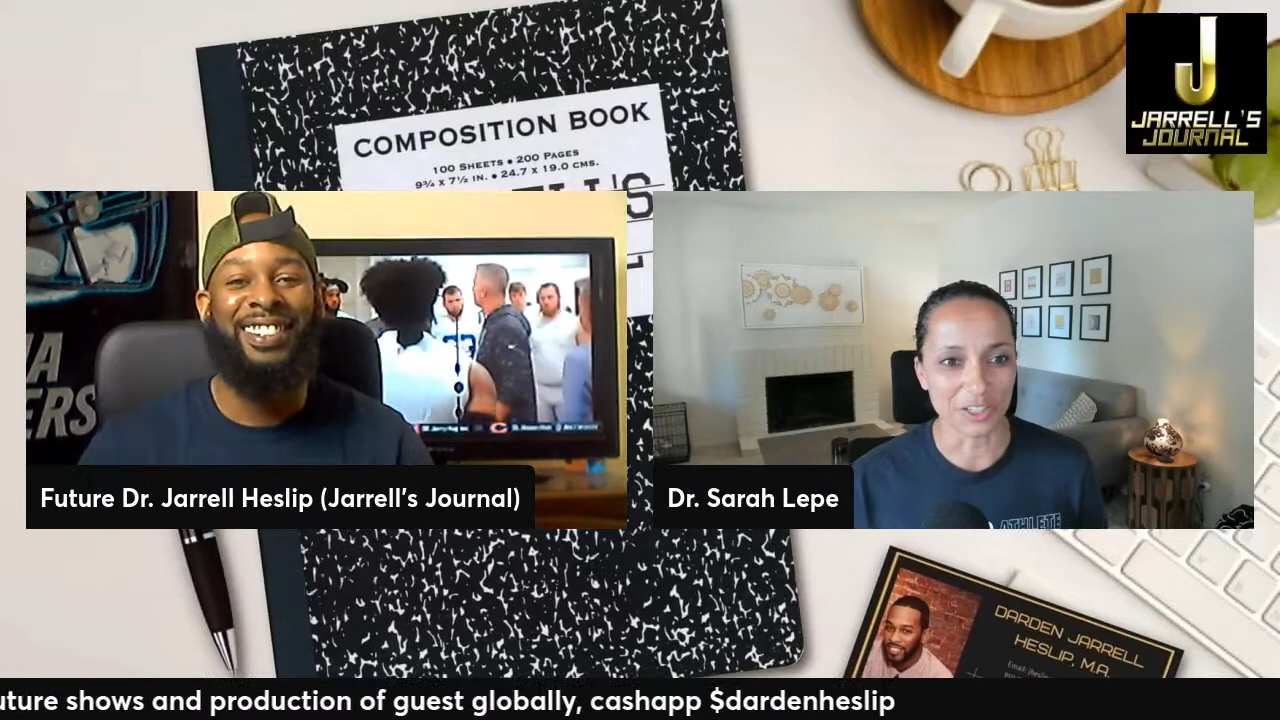 COMPOSITION BOOK
100 SHEETS • 200 PAGES
9¾ x 7½ IN. • 24.7 x 19.0 CMS.
J
JARRELL'S
JOURNAL
ATHLETE
Future Dr. Jarrell Heslip (Jarrell's Journal)
Dr. Sarah Lepe
DARDEN JARRELL
HESLIP, M.A.
uture shows and production of guest globally, cashapp $dardenheslip